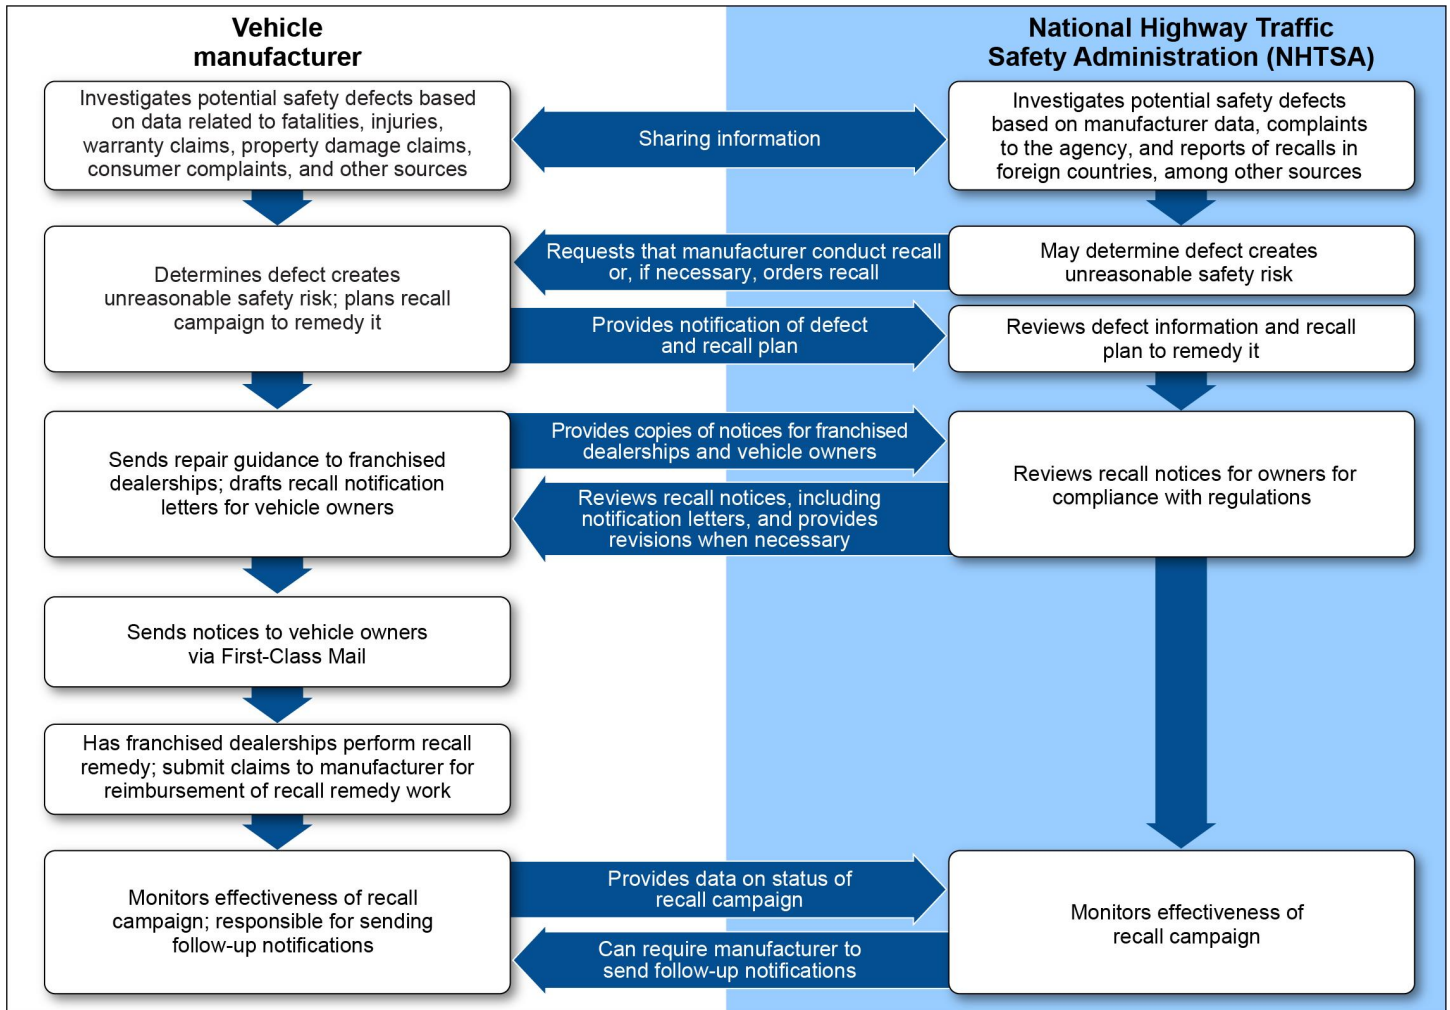 Vehicle
manufacturer
National Highway Traffic
Safety Administration (NHTSA)
Investigates potential safety defects based
on data related to fatalities, injuries,
warranty claims, property damage claims,
consumer complaints, and other sources
Sharing information
Investigates potential safety defects
based on manufacturer data, complaints
to the agency, and reports of recalls in
foreign countries, among other sources
Determines defect creates
unreasonable safety risk; plans recall
campaign to remedy it
Requests that manufacturer conduct recall
or, if necessary, orders recall
May determine defect creates
unreasonable safety risk
Provides notification of defect
and recall plan
Reviews defect information and recall
plan to remedy it
Sends repair guidance to franchised
dealerships; drafts recall notification
letters for vehicle owners
Provides copies of notices for franchised
dealerships and vehicle owners
Reviews recall notices, including
notification letters, and provides
revisions when necessary
Reviews recall notices for owners for
compliance with regulations
Sends notices to vehicle owners
via First-Class Mail
Has franchised dealerships perform recall
remedy; submit claims to manufacturer for
reimbursement of recall remedy work
Monitors effectiveness of recall
campaign; responsible for sending
follow-up notifications
Provides data on status of
recall campaign
Can require manufacturer to
send follow-up notifications
Monitors effectiveness of
recall campaign